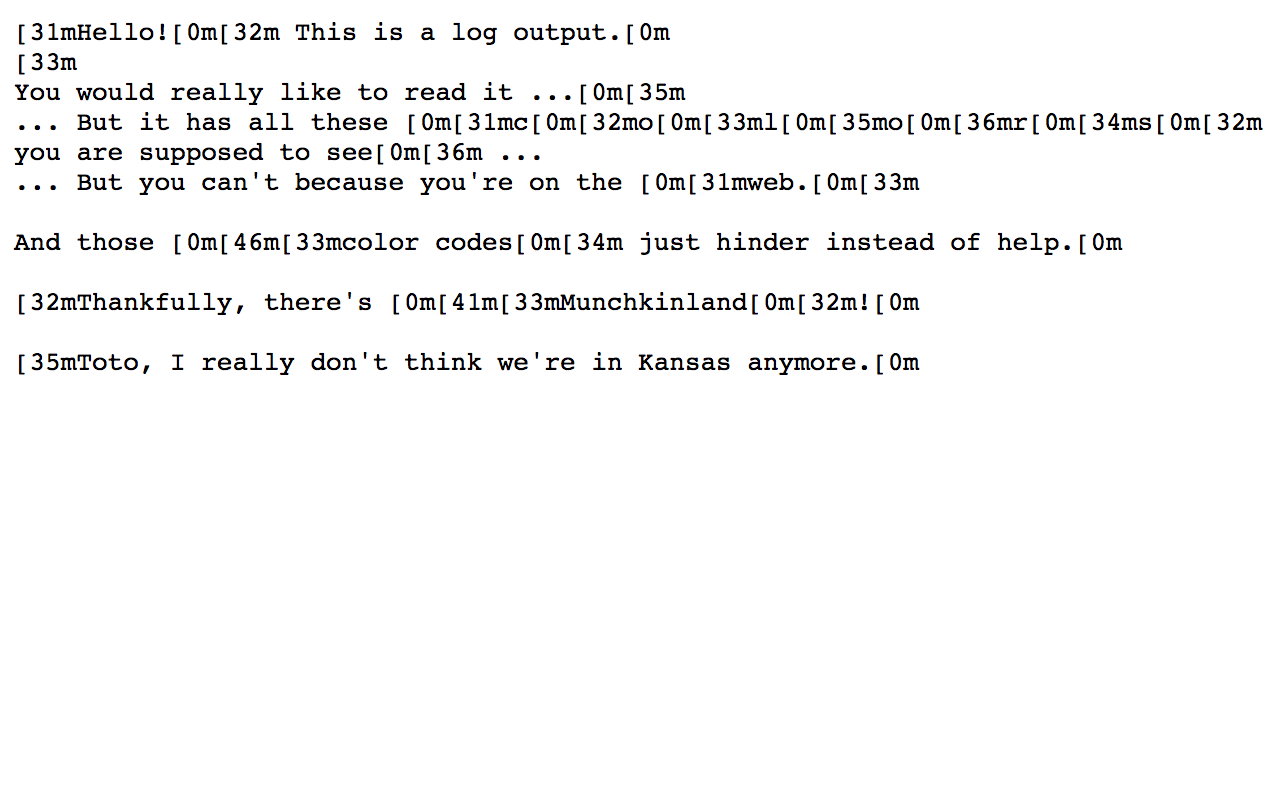 [31mHello![0m[32m This is a log output.[0m
[33m
You would really like to read it ...[0m[35m
... But it has all these [0m[31mc[0m[32mo[0m[33ml[0m[35mo[0m[36mr[0m[34ms[0m[32m
you are supposed to see[0m[36m ...
... But you can't because you're on the [0m[31mweb.[0m[33m
And those [0m[46m[33mcolor codes[0m[34m just hinder instead of help.[0m
[32mThankfully, there's [0m[41m[33mMunchkinland[0m[32m![0m
[35mToto, I really don't think we're in Kansas anymore.[0m